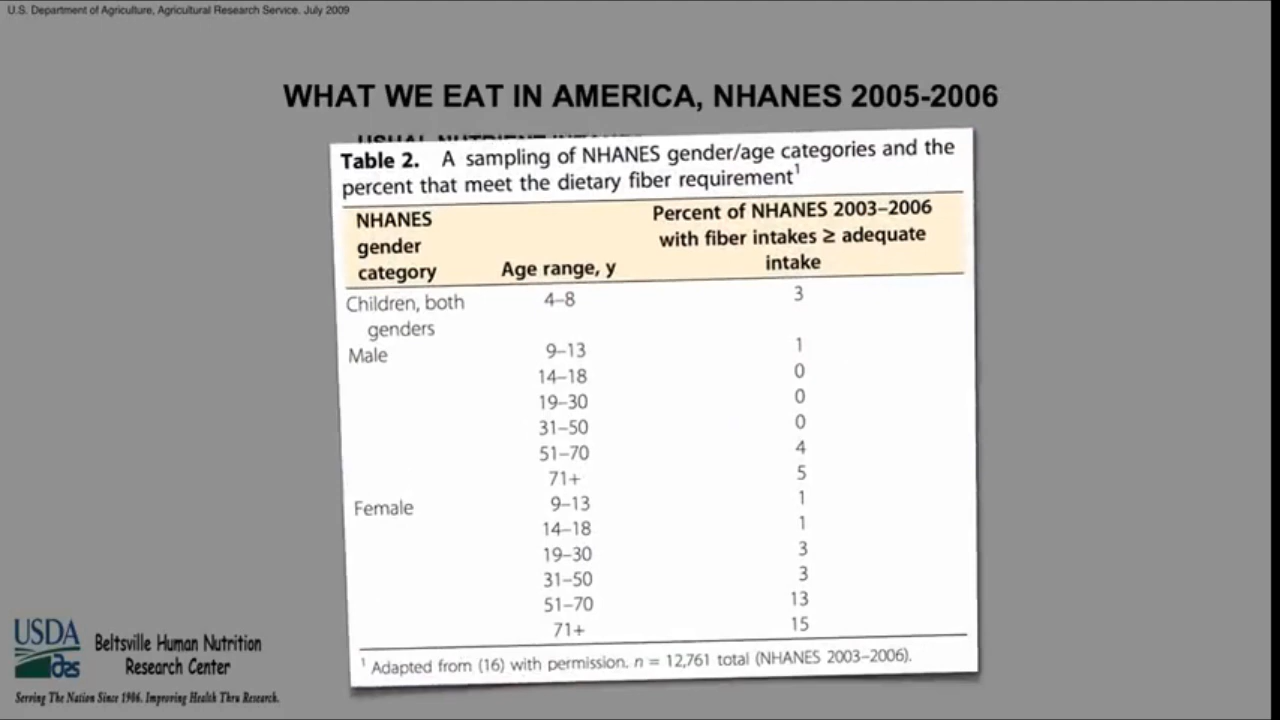 U.S. Department of Agriculture, Agricultural Research Service. July 2009
WHAT WE EAT IN AMERICA, NHANES 2005-2006
Table 2. A sampling of NHANES gender/age categories and the
percent that meet the dietary fiber requirement¹
NHANES gender category Age range, y Percent of NHANES 2003–2006 with fiber intakes ≥ adequate intake
Children, both genders 4–8 3
Male 9–13 1
14–18 0
19–30 0
31–50 0
51–70 4
71+ 5
Female 9–13 1
14–18 1
19–30 3
31–50 3
51–70 13
71+ 15
¹ Adapted from (16) with permission. n = 12,761 total (NHANES 2003–2006).
USDA
Beltsville Human Nutrition
Research Center
Serving The Nation Since 1906. Improving Health Thru Research.